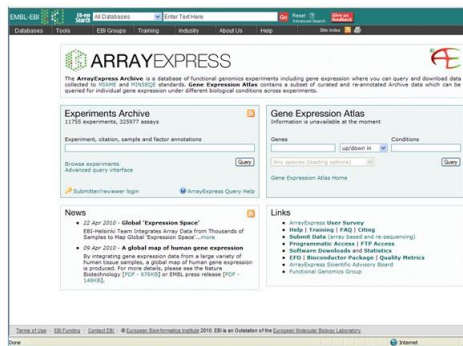 EMBL-EBI
EB-eye Search
All Databases
Enter Text Here
Go
Reset
Advanced Search
Give us feedback
Databases Tools EBI Groups Training Industry About Us Help Site Index
ARRAYEXPRESS
The ArrayExpress Archive is a database of functional genomics experiments including gene expression where you can query and download data
collected to MIAME and MINSEQE standards. Gene Expression Atlas contains a subset of curated and re-annotated Archive data which can be
queried for individual gene expression under different biological conditions across experiments.
Experiments Archive
11755 experiments, 325977 assays
Experiment, citation, sample and factor annotations
Query
Browse experiments
Advanced query interface
Submitter/reviewer login
ArrayExpress Query Help
Gene Expression Atlas
Information is unavailable at the moment
Genes Conditions
up/down in
Any species (loading options)
Query
Gene Expression Atlas Home
News
22 Apr 2010 - Global 'Expression Space'
EBI-Helsinki Team Integrates Array Data from Thousands of
Samples to Map Global 'Expression Space'...more
09 Apr 2010 - A global map of human gene expression
By integrating gene expression data from a large variety of
human tissue samples, a global map of human gene expression
is produced. For more details, please see the Nature
Biotechnology [PDF - 676KB] or EMBL press release [PDF -
148KB].
Links
ArrayExpress User Survey
Help | Training | FAQ | Citing
Submit Data (array based and re-sequencing)
Programmatic Access | FTP Access
Software Downloads and Statistics
EFO | Bioconductor Package | Quality Metrics
ArrayExpress Scientific Advisory Board
Functional Genomics Group
Terms of Use | EBI Funding | Contact EBI | © European Bioinformatics Institute 2010. EBI is an Outstation of the European Molecular Biology Laboratory.
Done
Internet